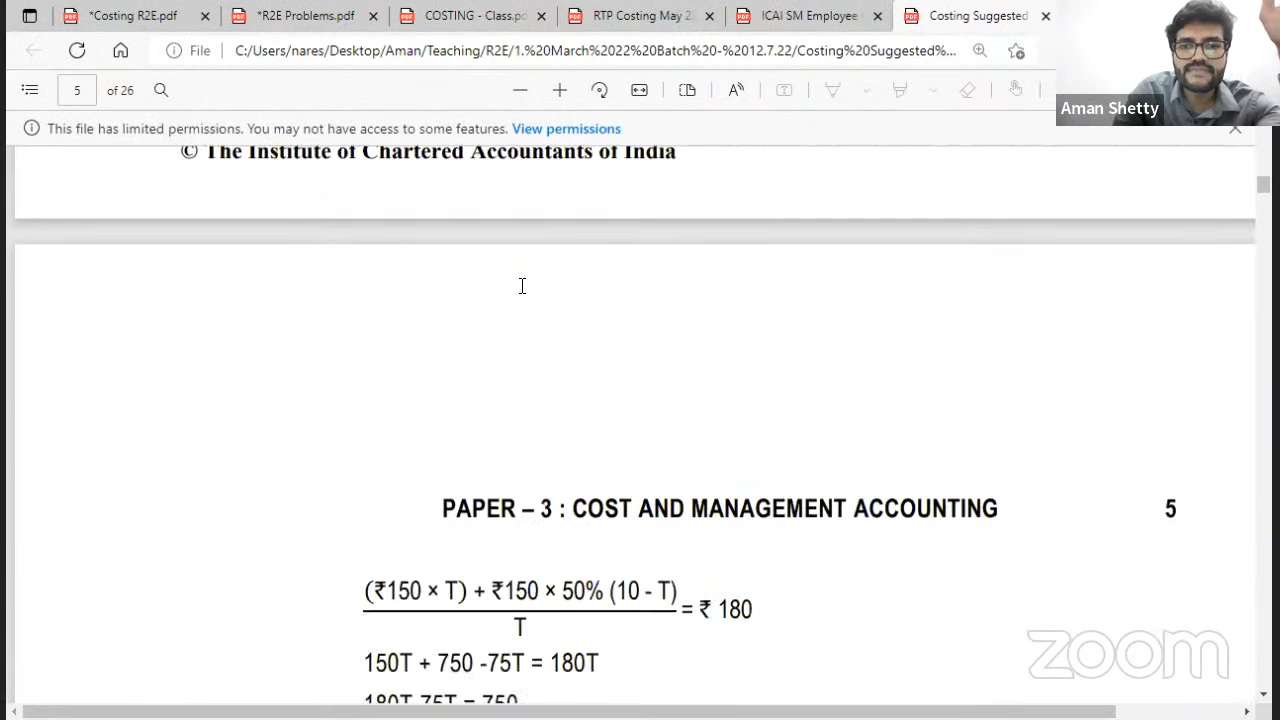 *Costing R2E.pdf
*R2E Problems.pdf
COSTING - Class.pd
RTP Costing May 2
ICAI SM Employee
Costing Suggested
File
C:/Users/nares/Desktop/Aman/Teaching/R2E/1.%20March%202022%20Batch%20-%2012.7.22/Costing%20Suggested%...
5
of 26
Aman Shetty
This file has limited permissions. You may not have access to some features. View permissions
© The Institute of Chartered Accountants of India
PAPER – 3 : COST AND MANAGEMENT ACCOUNTING 5
(₹150 × T) + ₹150 × 50% (10 - T)
= ₹ 180
T
150T + 750 -75T = 180T
180T-75T = 750
zoom